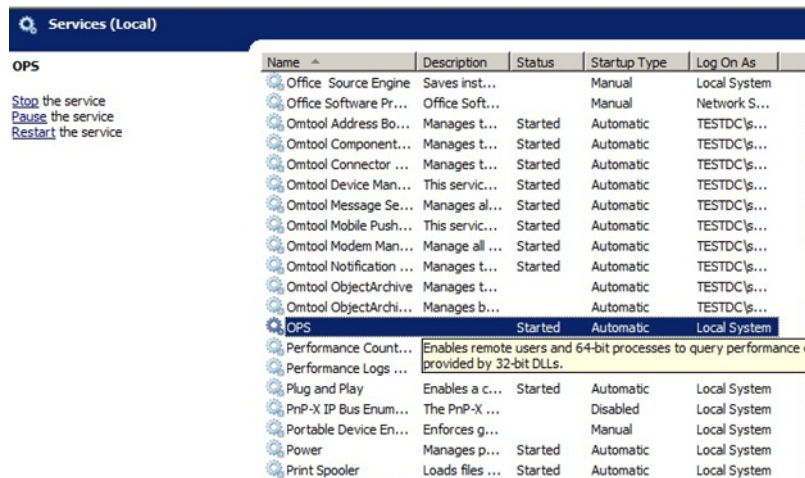 Services (Local)
OPS
Stop the service
Pause the service
Restart the service
Name Description Status Startup Type Log On As
Office Source Engine Saves inst... Manual Local System
Office Software Pr... Office Soft... Manual Network S...
Omtool Address Bo... Manages t... Started Automatic TESTDC\s...
Omtool Component... Manages t... Started Automatic TESTDC\s...
Omtool Connector ... Manages t... Started Automatic TESTDC\s...
Omtool Device Man... This servic... Started Automatic TESTDC\s...
Omtool Message Se... Manages al... Started Automatic TESTDC\s...
Omtool Mobile Push... This servic... Started Automatic TESTDC\s...
Omtool Modem Man... Manage all ... Started Automatic TESTDC\s...
Omtool Notification ... Manages t... Started Automatic TESTDC\s...
Omtool ObjectArchive Manages t... Automatic TESTDC\s...
Omtool ObjectArchi... Manages b... Automatic TESTDC\s...
OPS Started Automatic Local System
Performance Count... Enables remote users and 64-bit processes to query performance
Performance Logs ... provided by 32-bit DLLs.
Plug and Play Enables a c... Started Automatic Local System
PnP-X IP Bus Enum... The PnP-X ... Disabled Local System
Portable Device En... Enforces g... Manual Local System
Power Manages p... Started Automatic Local System
Print Spooler Loads files ... Started Automatic Local System